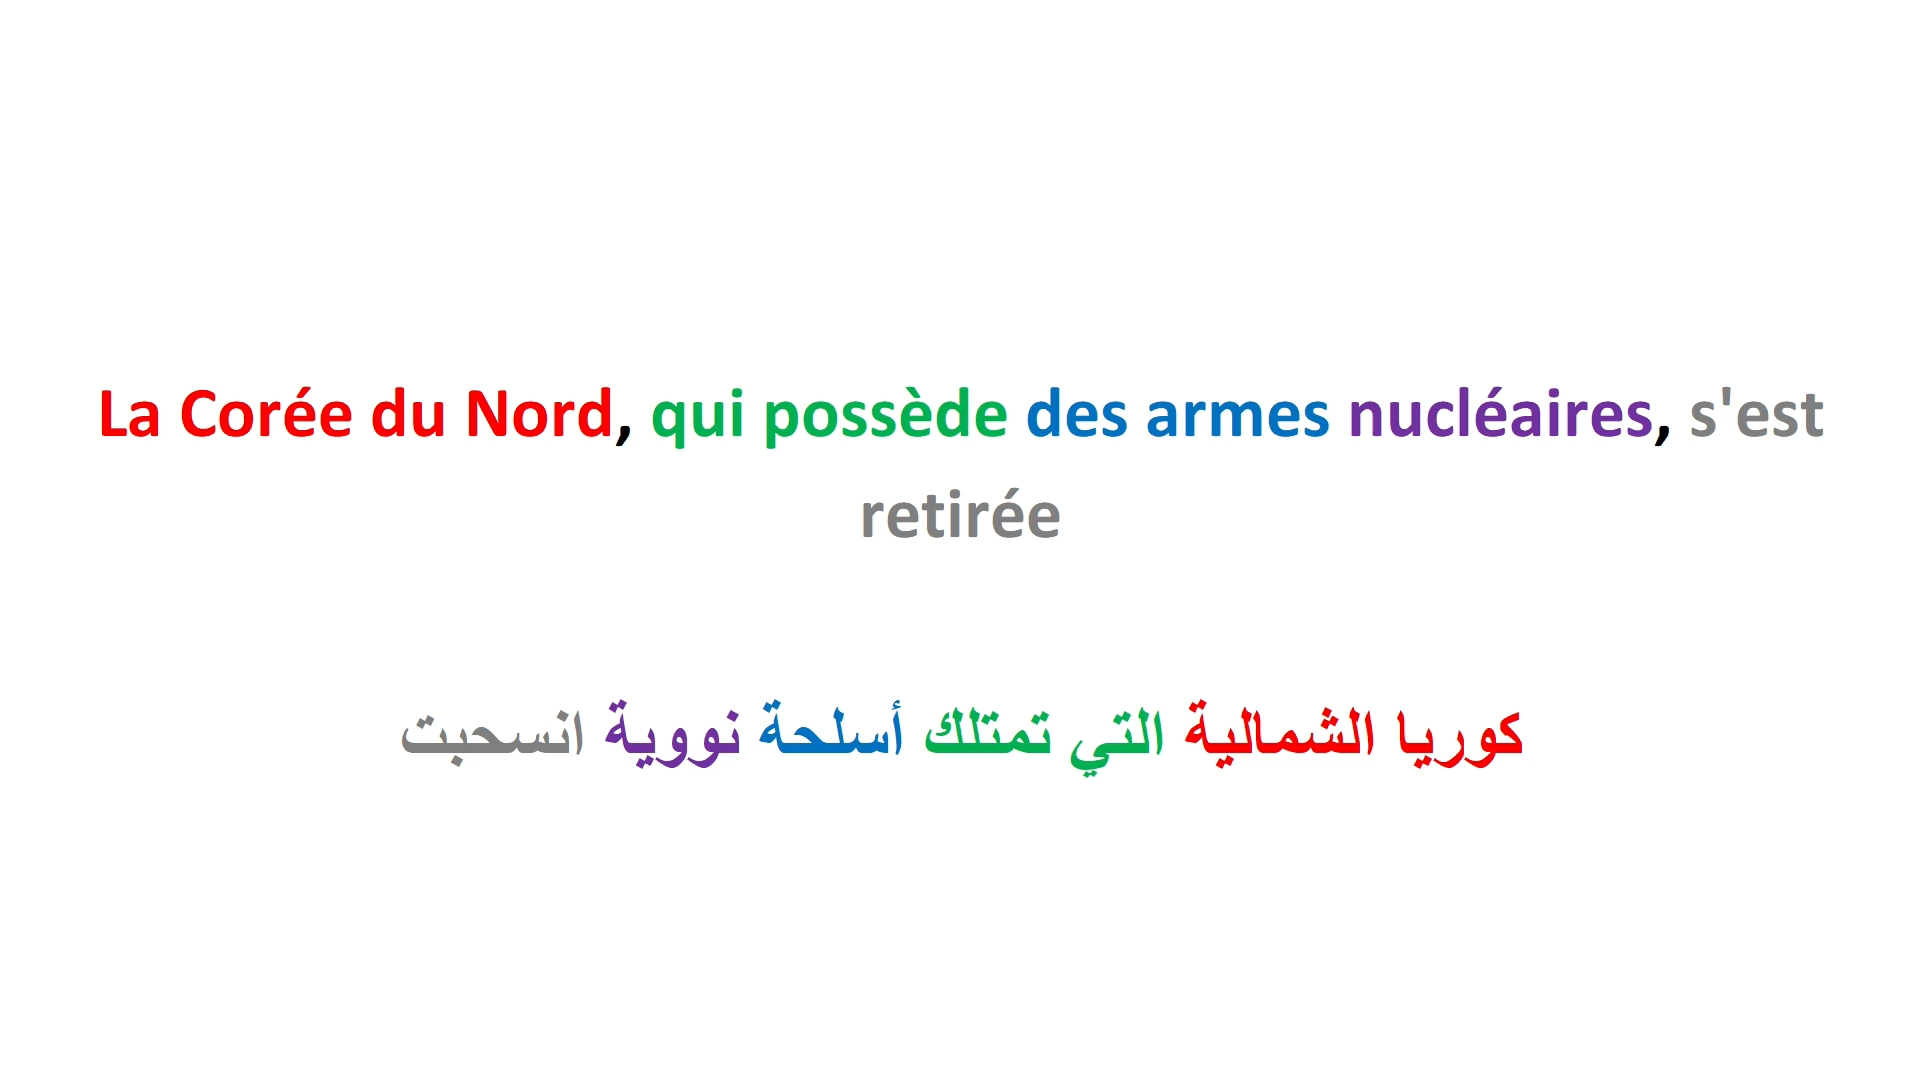 La Corée du Nord, qui possède des armes nucléaires, s'est
retirée
كوريا الشمالية التي تمتلك أسلحة نووية انسحبت